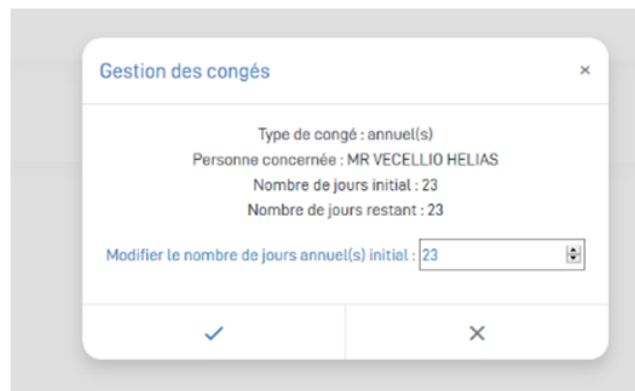 Gestion des congés
Type de congé : annuel(s)
Personne concernée : MR VECELLIO HELIAS
Nombre de jours initial : 23
Nombre de jours restant : 23
Modifier le nombre de jours annuel(s) initial : 23